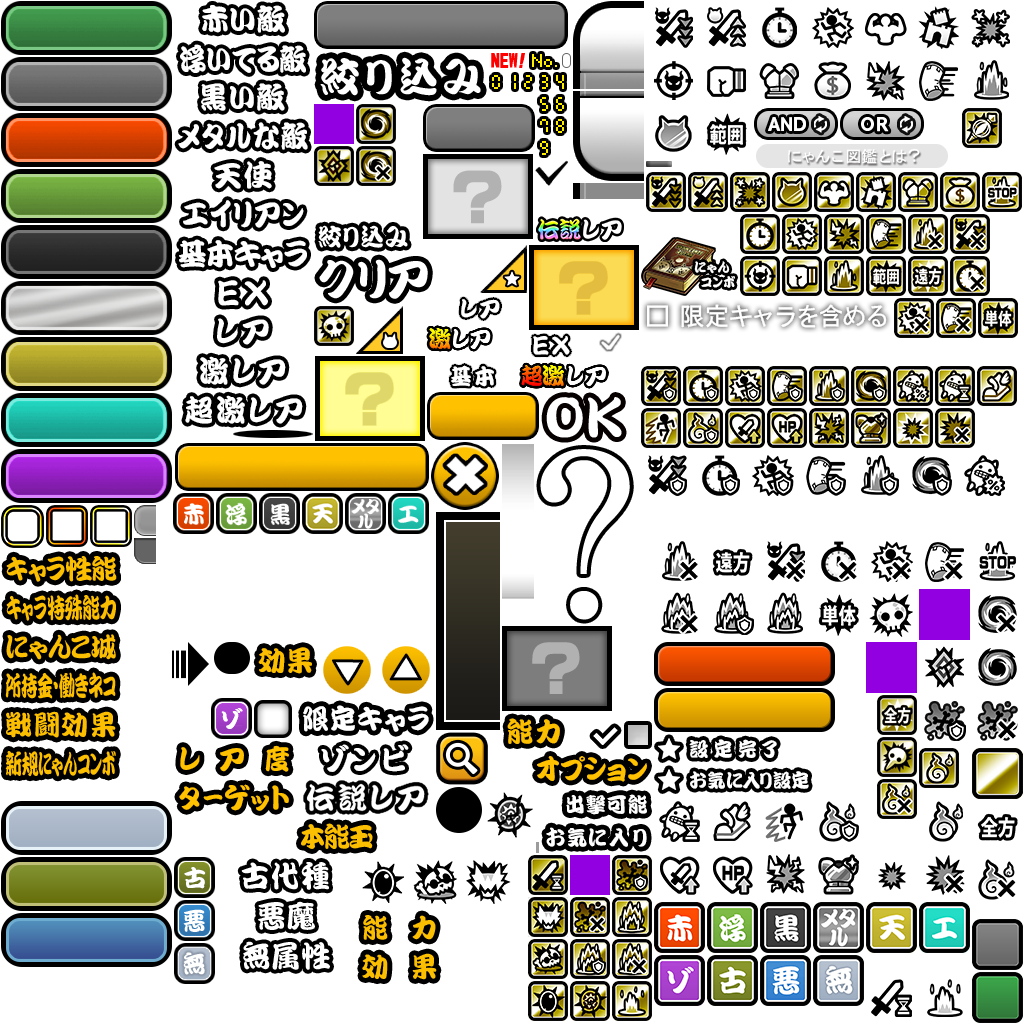 赤い敵
浮いてる敵
黒い敵
メタルな敵
天使
エイリアン
基本キャラ
EX
レア
激レア
超激レア
絞り込み
NEW!
No.0
01234
56
78
98
9
?
絞り込み
クリア
伝説レア
?
レア
激レア
EX
基本
超激レア
?
OK
赤
浮
黒
天
メタル
エ
?
?
AND
OR
$
範囲
にゃんこ図鑑とは?
$
STOP
にゃんコンボ
範囲
遠方
限定キャラを含める
単体
%
HP
%
遠方
STOP
単体
キャラ性能
キャラ特殊能力
にゃんこ城
所持金・働きネコ
戦闘効果
新規にゃんコンボ
効果
ゾ
限定キャラ
レア度
ゾンビ
ターゲット
伝説レア
本能玉
能力
オプション
出撃可能
お気に入り
設定完了
お気に入り設定
全方
全方
HP
古
悪
無
古代種
悪魔
無属性
能力
効果
赤
浮
黒
メタル
天
エ
ゾ
古
悪
無